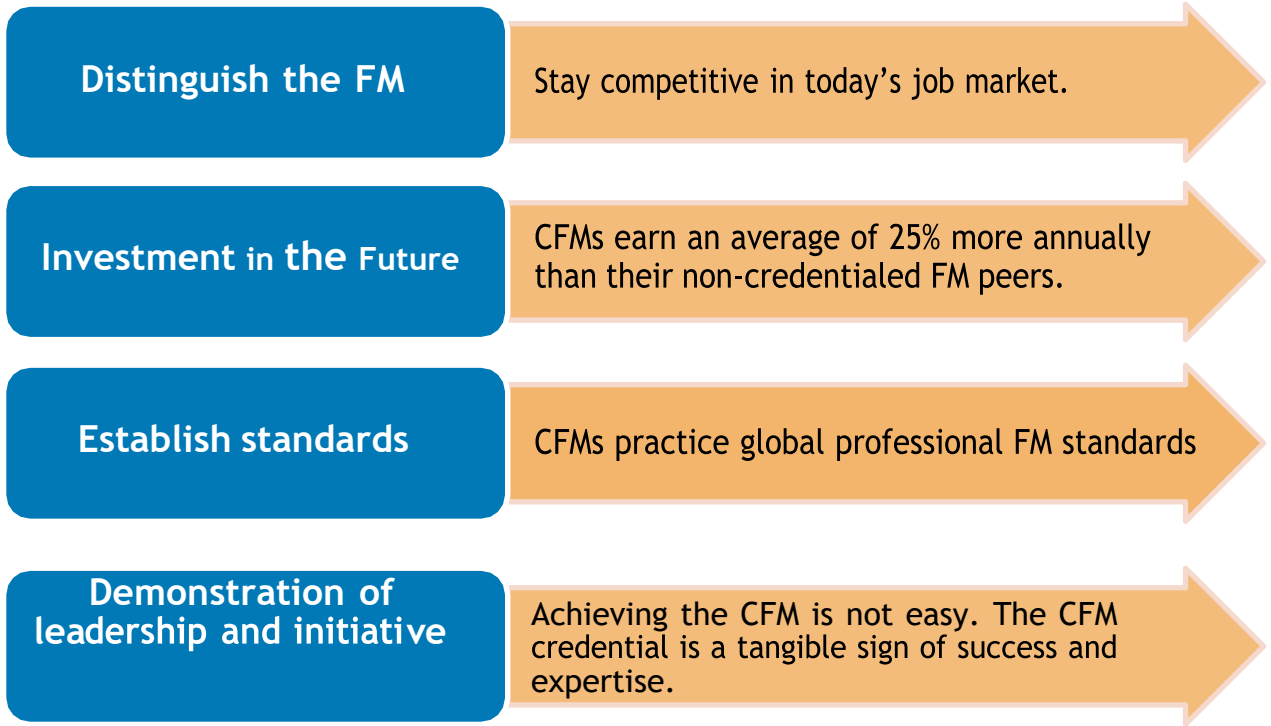 Distinguish the FM
Stay competitive in today’s job market.
Investment in the Future
CFMs earn an average of 25% more annually
than their non-credentialed FM peers.
Establish standards
CFMs practice global professional FM standards
Demonstration of
leadership and initiative
Achieving the CFM is not easy. The CFM
credential is a tangible sign of success and
expertise.